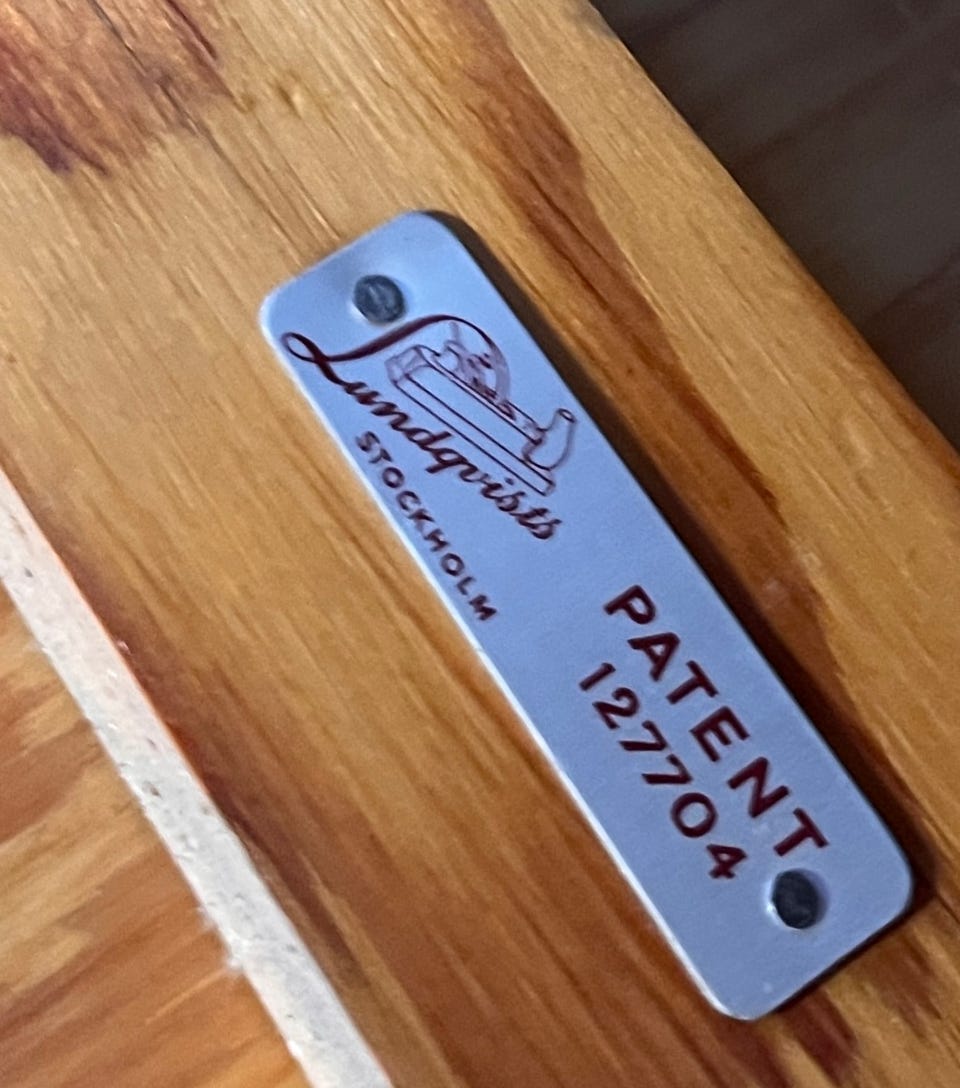 Lundqvists
STOCKHOLM
PATENT
127704